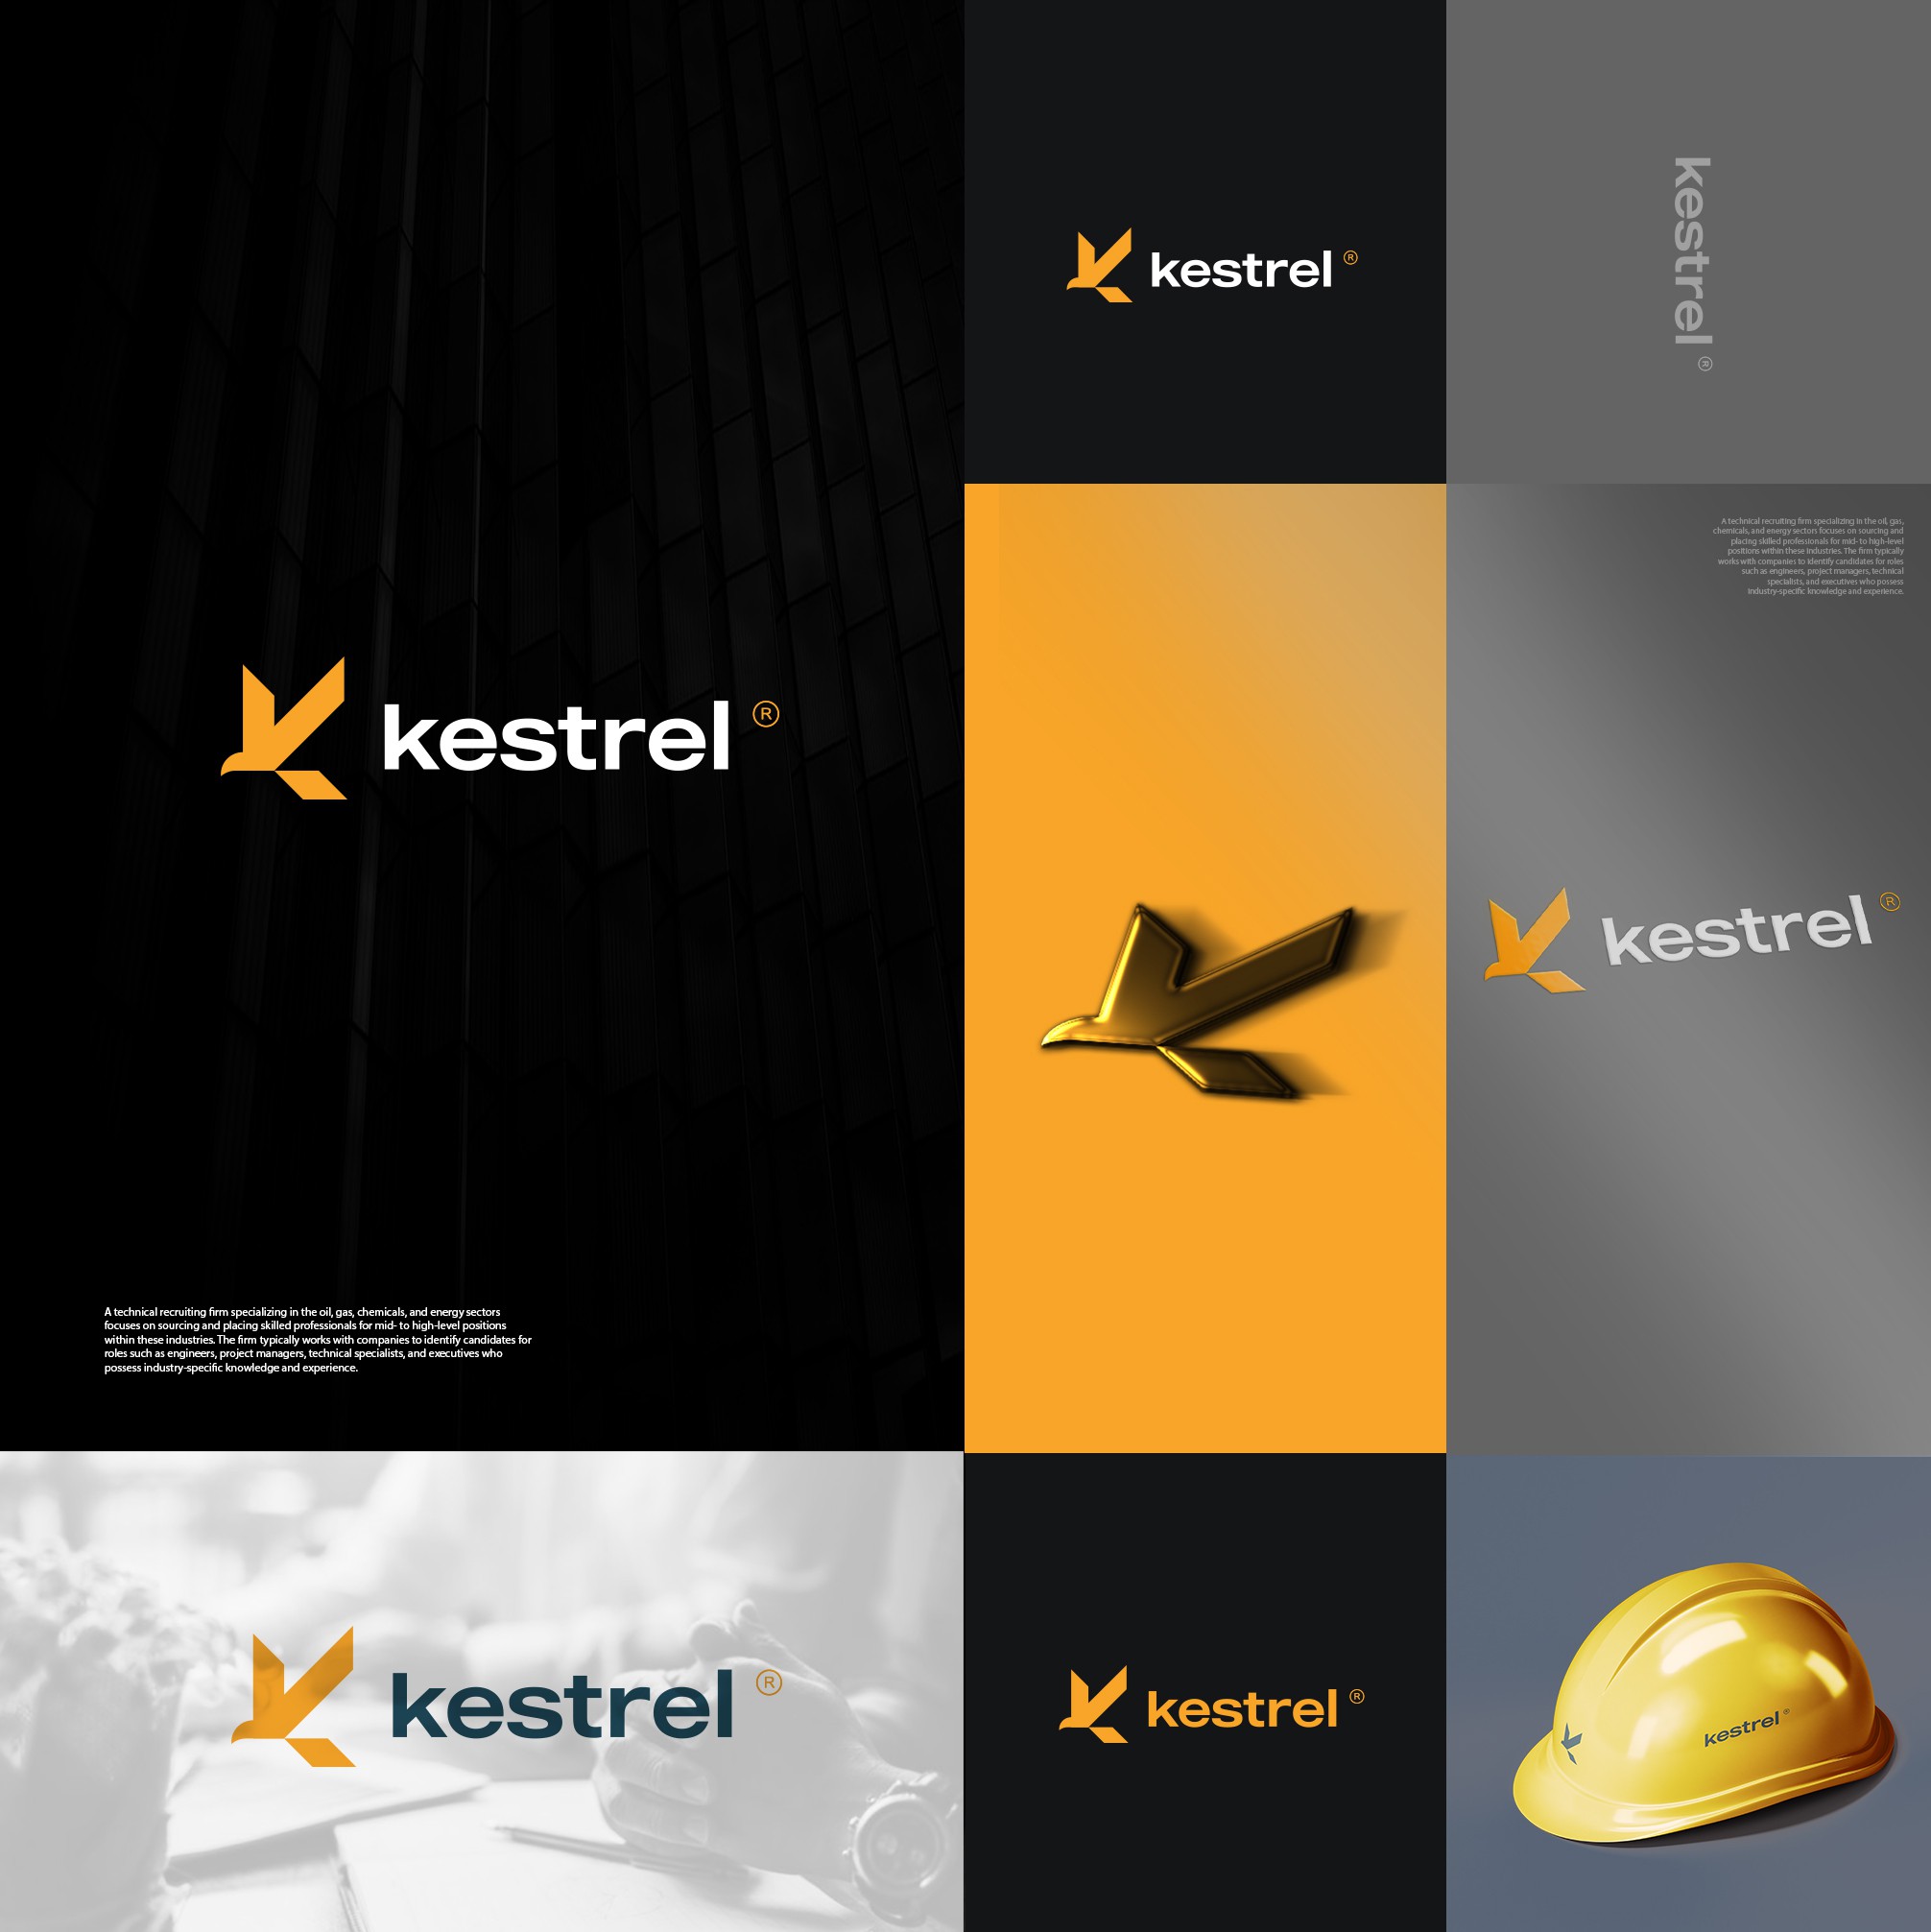 kestrel ®
A technical recruiting firm specializing in the oil, gas, chemicals, and energy sectors
focuses on sourcing and placing skilled professionals for mid- to high-level positions
within these industries. The firm typically works with companies to identify candidates for
roles such as engineers, project managers, technical specialists, and executives who
possess industry-specific knowledge and experience.
kestrel ®
kestrel ®
A technical recruiting firm specializing in the oil, gas,
chemicals, and energy sectors focuses on sourcing and
placing skilled professionals for mid- to high-level
positions within these industries. The firm typically
works with companies to identify candidates for roles
such as engineers, project managers, technical
specialists, and executives who possess
industry-specific knowledge and experience.
kestrel ®
kestrel ®
kestrel ®
kestrel ®